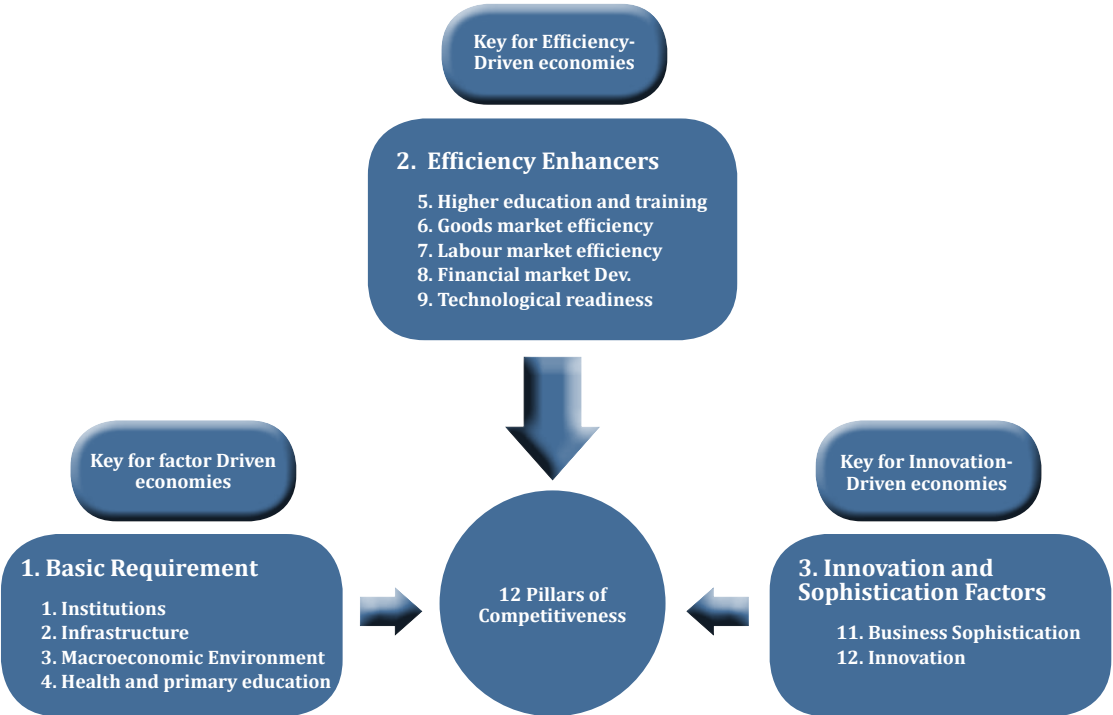 Key for Efficiency-
Driven economies
2. Efficiency Enhancers
5. Higher education and training
6. Goods market efficiency
7. Labour market efficiency
8. Financial market Dev.
9. Technological readiness
Key for factor Driven
economies
1. Basic Requirement
1. Institutions
2. Infrastructure
3. Macroeconomic Environment
4. Health and primary education
12 Pillars of
Competitiveness
Key for Innovation-
Driven economies
3. Innovation and
Sophistication Factors
11. Business Sophistication
12. Innovation